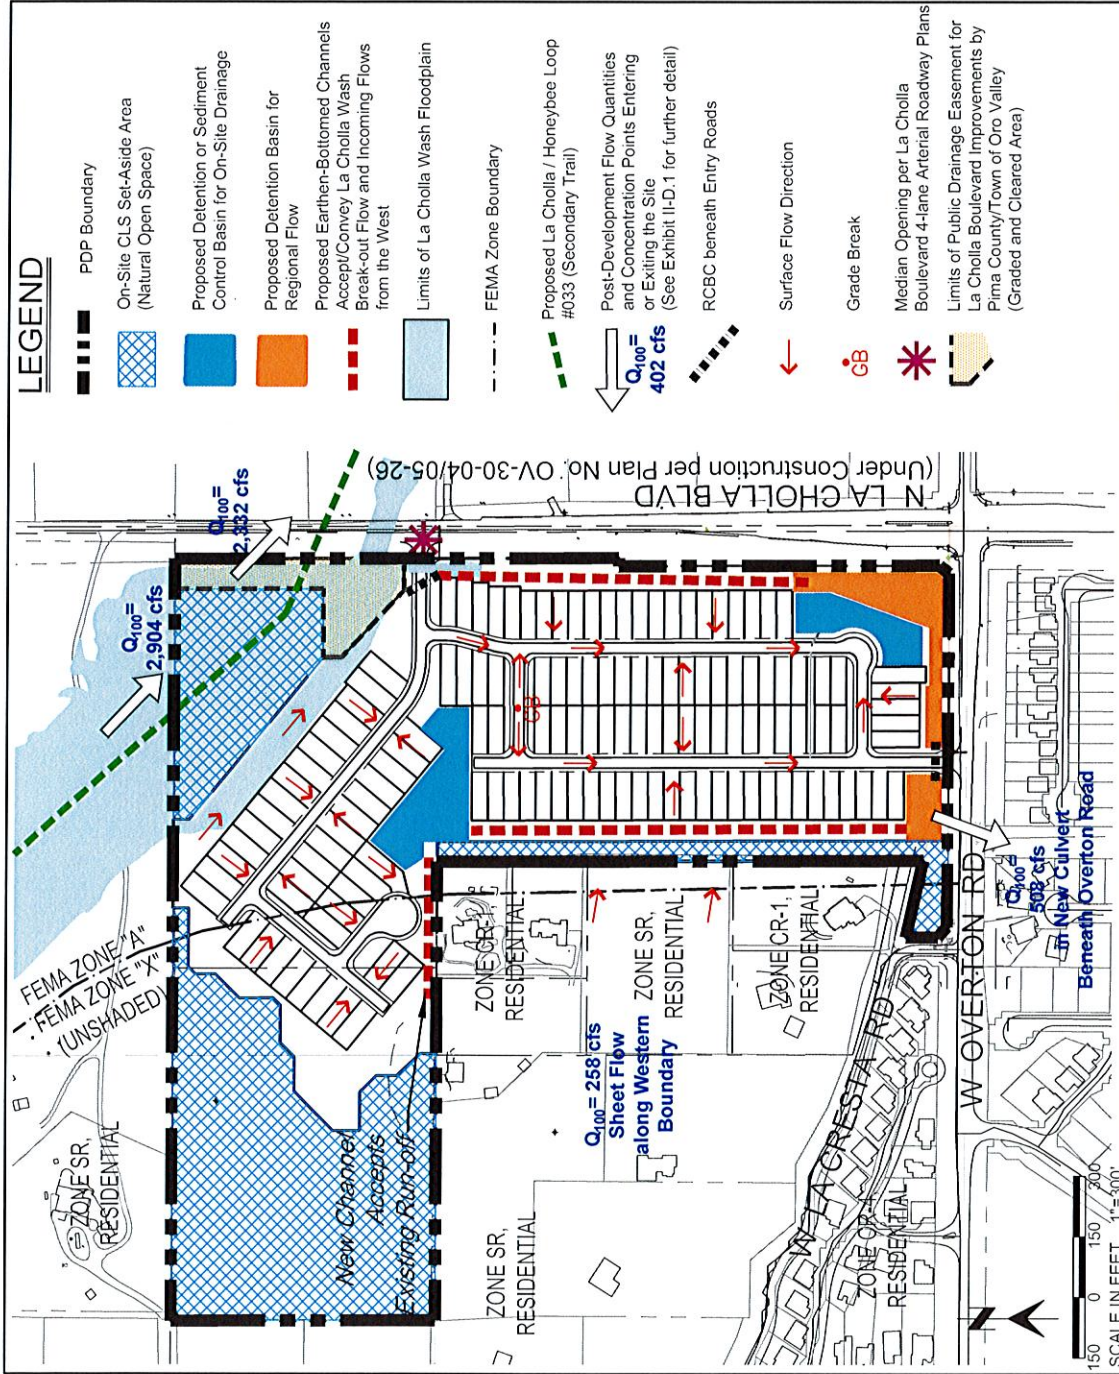 LEGEND
PDP Boundary
On-Site CLS Set-Aside Area
(Natural Open Space)
Proposed Detention or Sediment
Control Basin for On-Site Drainage
Proposed Detention Basin for
Regional Flow
Proposed Earthen-Bottomed Channels
Accept/Convey La Cholla Wash
Break-out Flow and Incoming Flows
from the West
Limits of La Cholla Wash Floodplain
FEMA Zone Boundary
Proposed La Cholla / Honeybee Loop
#033 (Secondary Trail)
Q100=
402 cfs
Post-Development Flow Quantities
and Concentration Points Entering
or Exiting the Site
(See Exhibit II-D.1 for further detail)
RCBC beneath Entry Roads
Surface Flow Direction
GB
Grade Break
Median Opening per La Cholla
Boulevard 4-lane Arterial Roadway Plans
Limits of Public Drainage Easement for
La Cholla Boulevard Improvements by
Pima County/Town of Oro Valley
(Graded and Cleared Area)
Q100=
2,904 cfs
Q100=
2,332 cfs
N LA CHOLLA BLVD
(Under Construction per Plan No. OV-30-04/05-26)
FEMA ZONE "A"
FEMA ZONE "X"
(UNSHADED)
ZONE SR,
RESIDENTIAL
New Channel
Accepts
Existing Run-off
GB
ZONE CR-1,
RESIDENTIAL
ZONE SR,
RESIDENTIAL
ZONE SR,
RESIDENTIAL
ZONE CR-1,
RESIDENTIAL
Q100= 258 cfs
Sheet Flow
along Western
Boundary
W LA CRESTA RD
RESIDENTIAL
W OVERTON RD
Q100=
508 cfs
in New Culvert
Beneath Overton Road
150 0 150 300
SCALE IN FEET 1"=300'